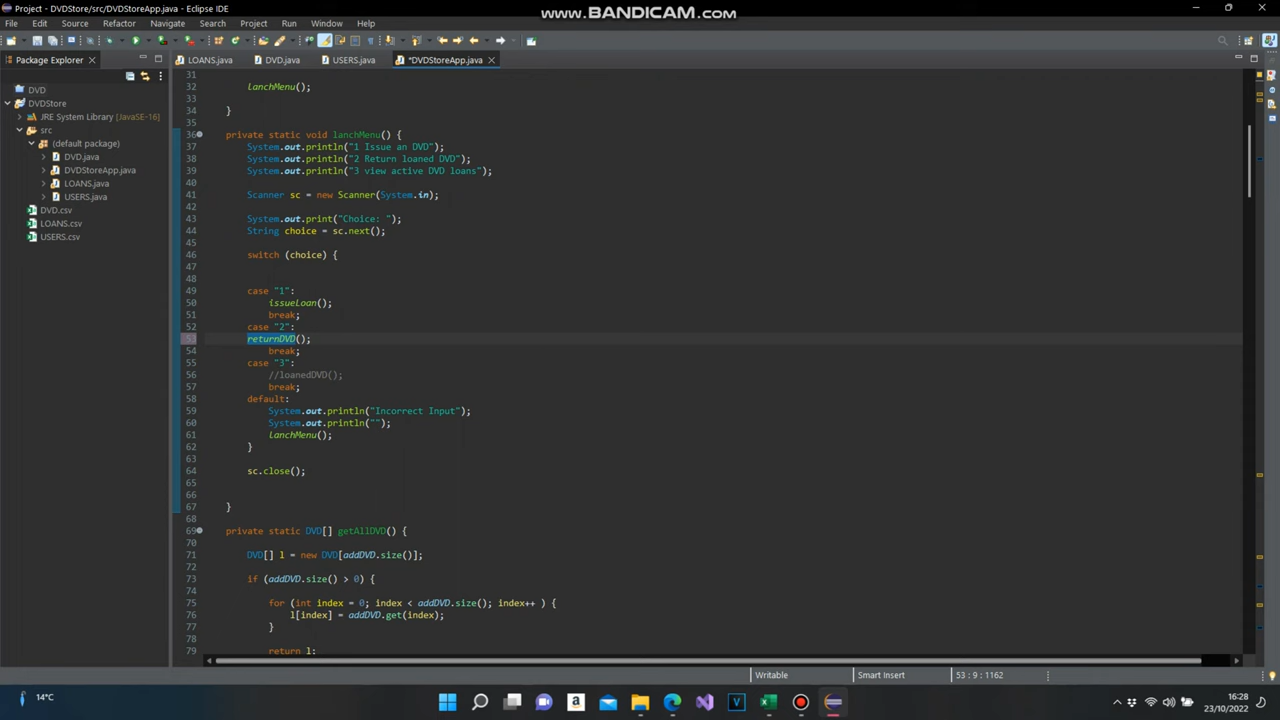 Project - DVDStore/src/DVDStoreApp.java - Eclipse IDE
www.BANDICAM.com
File Edit Source Refactor Navigate Search Project Run Window Help
Package Explorer
LOANS.java DVD.java USERS.java *DVDStoreApp.java
DVD
DVDStore
JRE System Library [JavaSE-16]
src
(default package)
DVD.java
DVDStoreApp.java
LOANS.java
USERS.java
DVD.csv
LOANS.csv
USERS.csv
31
32 lanchMenu();
33
34 }
35
36 private static void lanchMenu() {
37 System.out.println("1 Issue an DVD");
38 System.out.println("2 Return loaned DVD");
39 System.out.println("3 view active DVD loans");
40
41 Scanner sc = new Scanner(System.in);
42
43 System.out.print("Choice: ");
44 String choice = sc.next();
45
46 switch (choice) {
47
48
49 case "1":
50 issueLoan();
51 break;
52 case "2":
53 returnDVD();
54 break;
55 case "3":
56 //loanedDVD();
57 break;
58 default:
59 System.out.println("Incorrect Input");
60 System.out.println("");
61 lanchMenu();
62 }
63
64 sc.close();
65
66
67 }
68
69 private static DVD[] getAllDVD() {
70
71 DVD[] l = new DVD[addDVD.size()];
72
73 if (addDVD.size() > 0) {
74
75 for (int index = 0; index < addDVD.size(); index++ ) {
76 l[index] = addDVD.get(index);
77 }
78
79 return l;
Writable Smart Insert 53 : 9 : 1162
14°C
16:28
23/10/2022